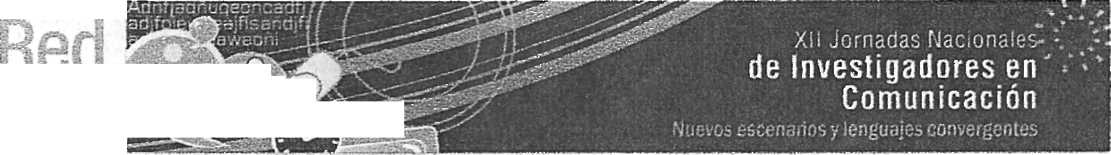 Red
XII Jornadas Nacionales
de Investigadores en
Comunicación
Nuevos escenarios y lenguajes convergentes